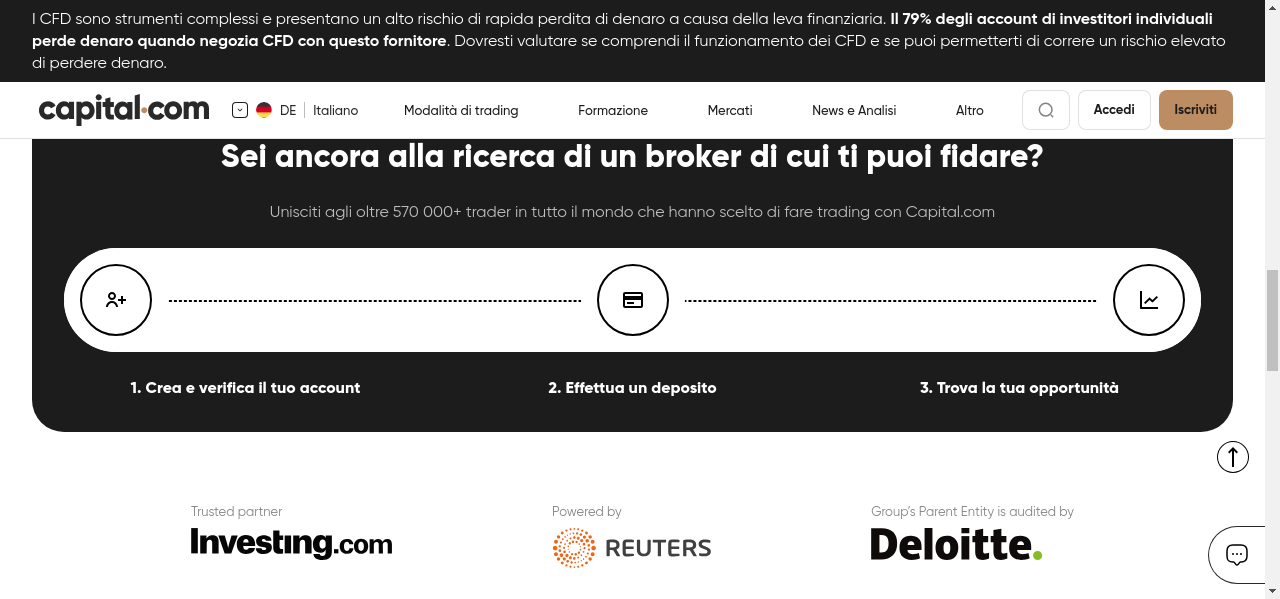 I CFD sono strumenti complessi e presentano un alto rischio di rapida perdita di denaro a causa della leva finanziaria. Il 79% degli account di investitori individuali
perde denaro quando negozia CFD con questo fornitore. Dovresti valutare se comprendi il funzionamento dei CFD e se puoi permetterti di correre un rischio elevato
di perdere denaro.
capital.com DE Italiano Modalità di trading Formazione Mercati News e Analisi Altro Accedi Iscriviti
Sei ancora alla ricerca di un broker di cui ti puoi fidare?
Unisciti agli oltre 570 000+ trader in tutto il mondo che hanno scelto di fare trading con Capital.com
1. Crea e verifica il tuo account 2. Effettua un deposito 3. Trova la tua opportunità
Trusted partner Powered by Group's Parent Entity is audited by
Investing.com REUTERS Deloitte.